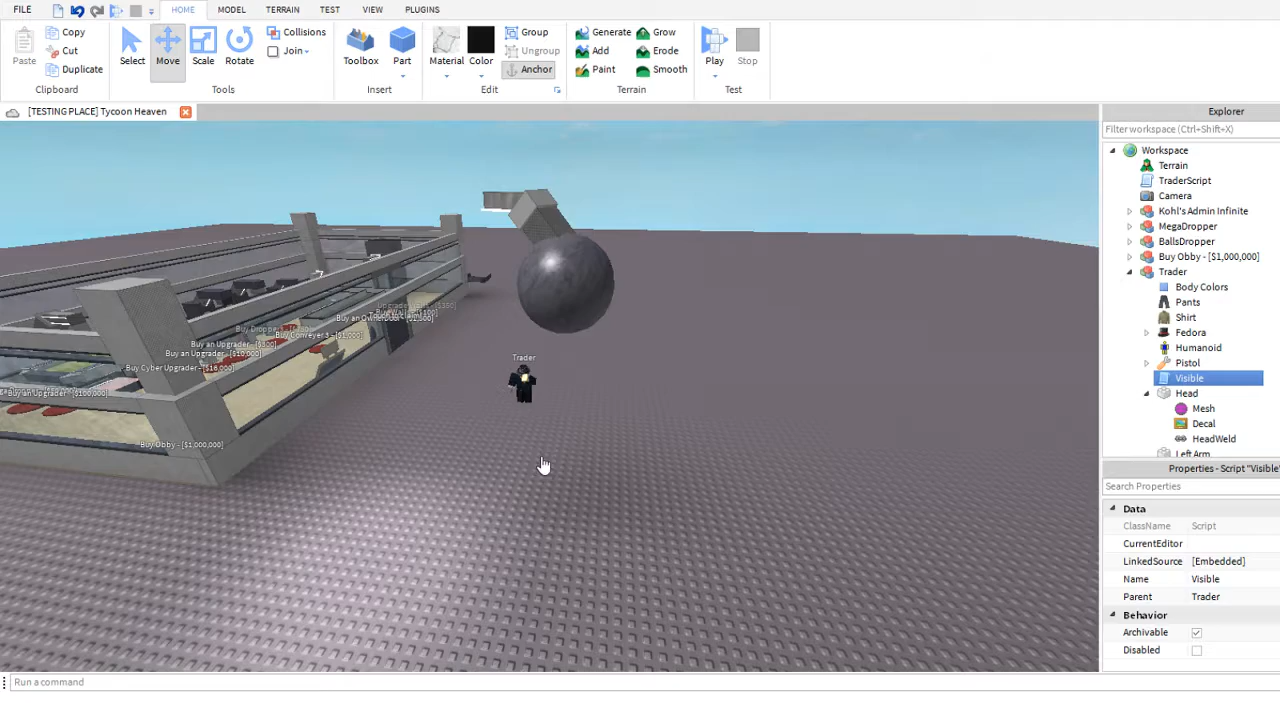 FILE HOME MODEL TERRAIN TEST VIEW PLUGINS
Paste Copy Cut Duplicate Select Move Scale Rotate Collisions Join Toolbox Part Material Color Group Ungroup Anchor Generate Add Paint Grow Erode Smooth Play Stop
Clipboard Tools Insert Edit Terrain Test
[TESTING PLACE] Tycoon Heaven
Explorer
Filter workspace (Ctrl+Shift+X)
Workspace
Terrain
TraderScript
Camera
Kohl's Admin Infinite
MegaDropper
BallsDropper
Buy Obby - [$1,000,000]
Trader
Body Colors
Pants
Shirt
Fedora
Humanoid
Pistol
Visible
Head
Mesh
Decal
HeadWeld
Left Arm
Buy an Upgrader - [$300]
Buy Conveyer 3 - [$1,000]
Buy an Upgrader - [$10,000]
Buy Cyber Upgrader - [$16,000]
Trader
Buy Obby - [$1,000,000]
Properties - Script "Visible"
Search Properties
Data
ClassName Script
CurrentEditor
LinkedSource [Embedded]
Name Visible
Parent Trader
Behavior
Archivable
Disabled
Run a command